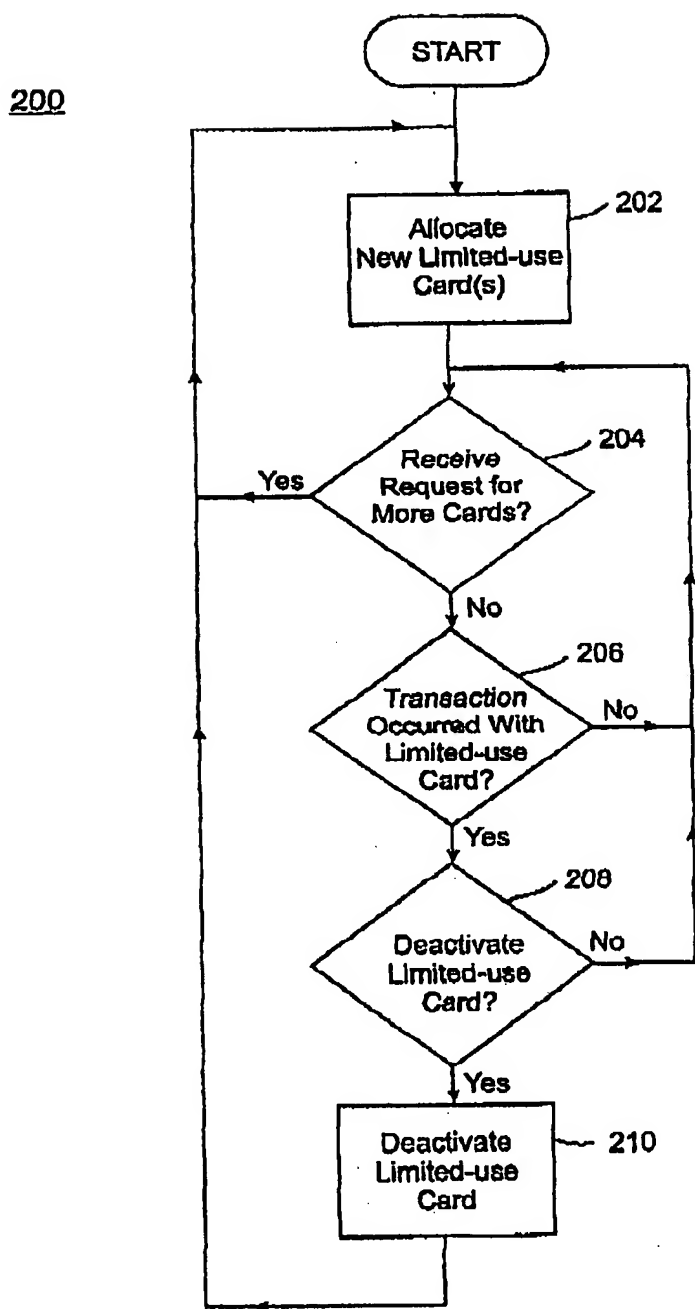 START
200
202
Allocate
New Limited-use
Card(s)
204
Receive
Request for
More Cards?
Yes
No
206
Transaction
Occurred With
Limited-use
Card?
No
Yes
208
Deactivate
Limited-use
Card?
No
Yes
Deactivate
Limited-use
Card
210